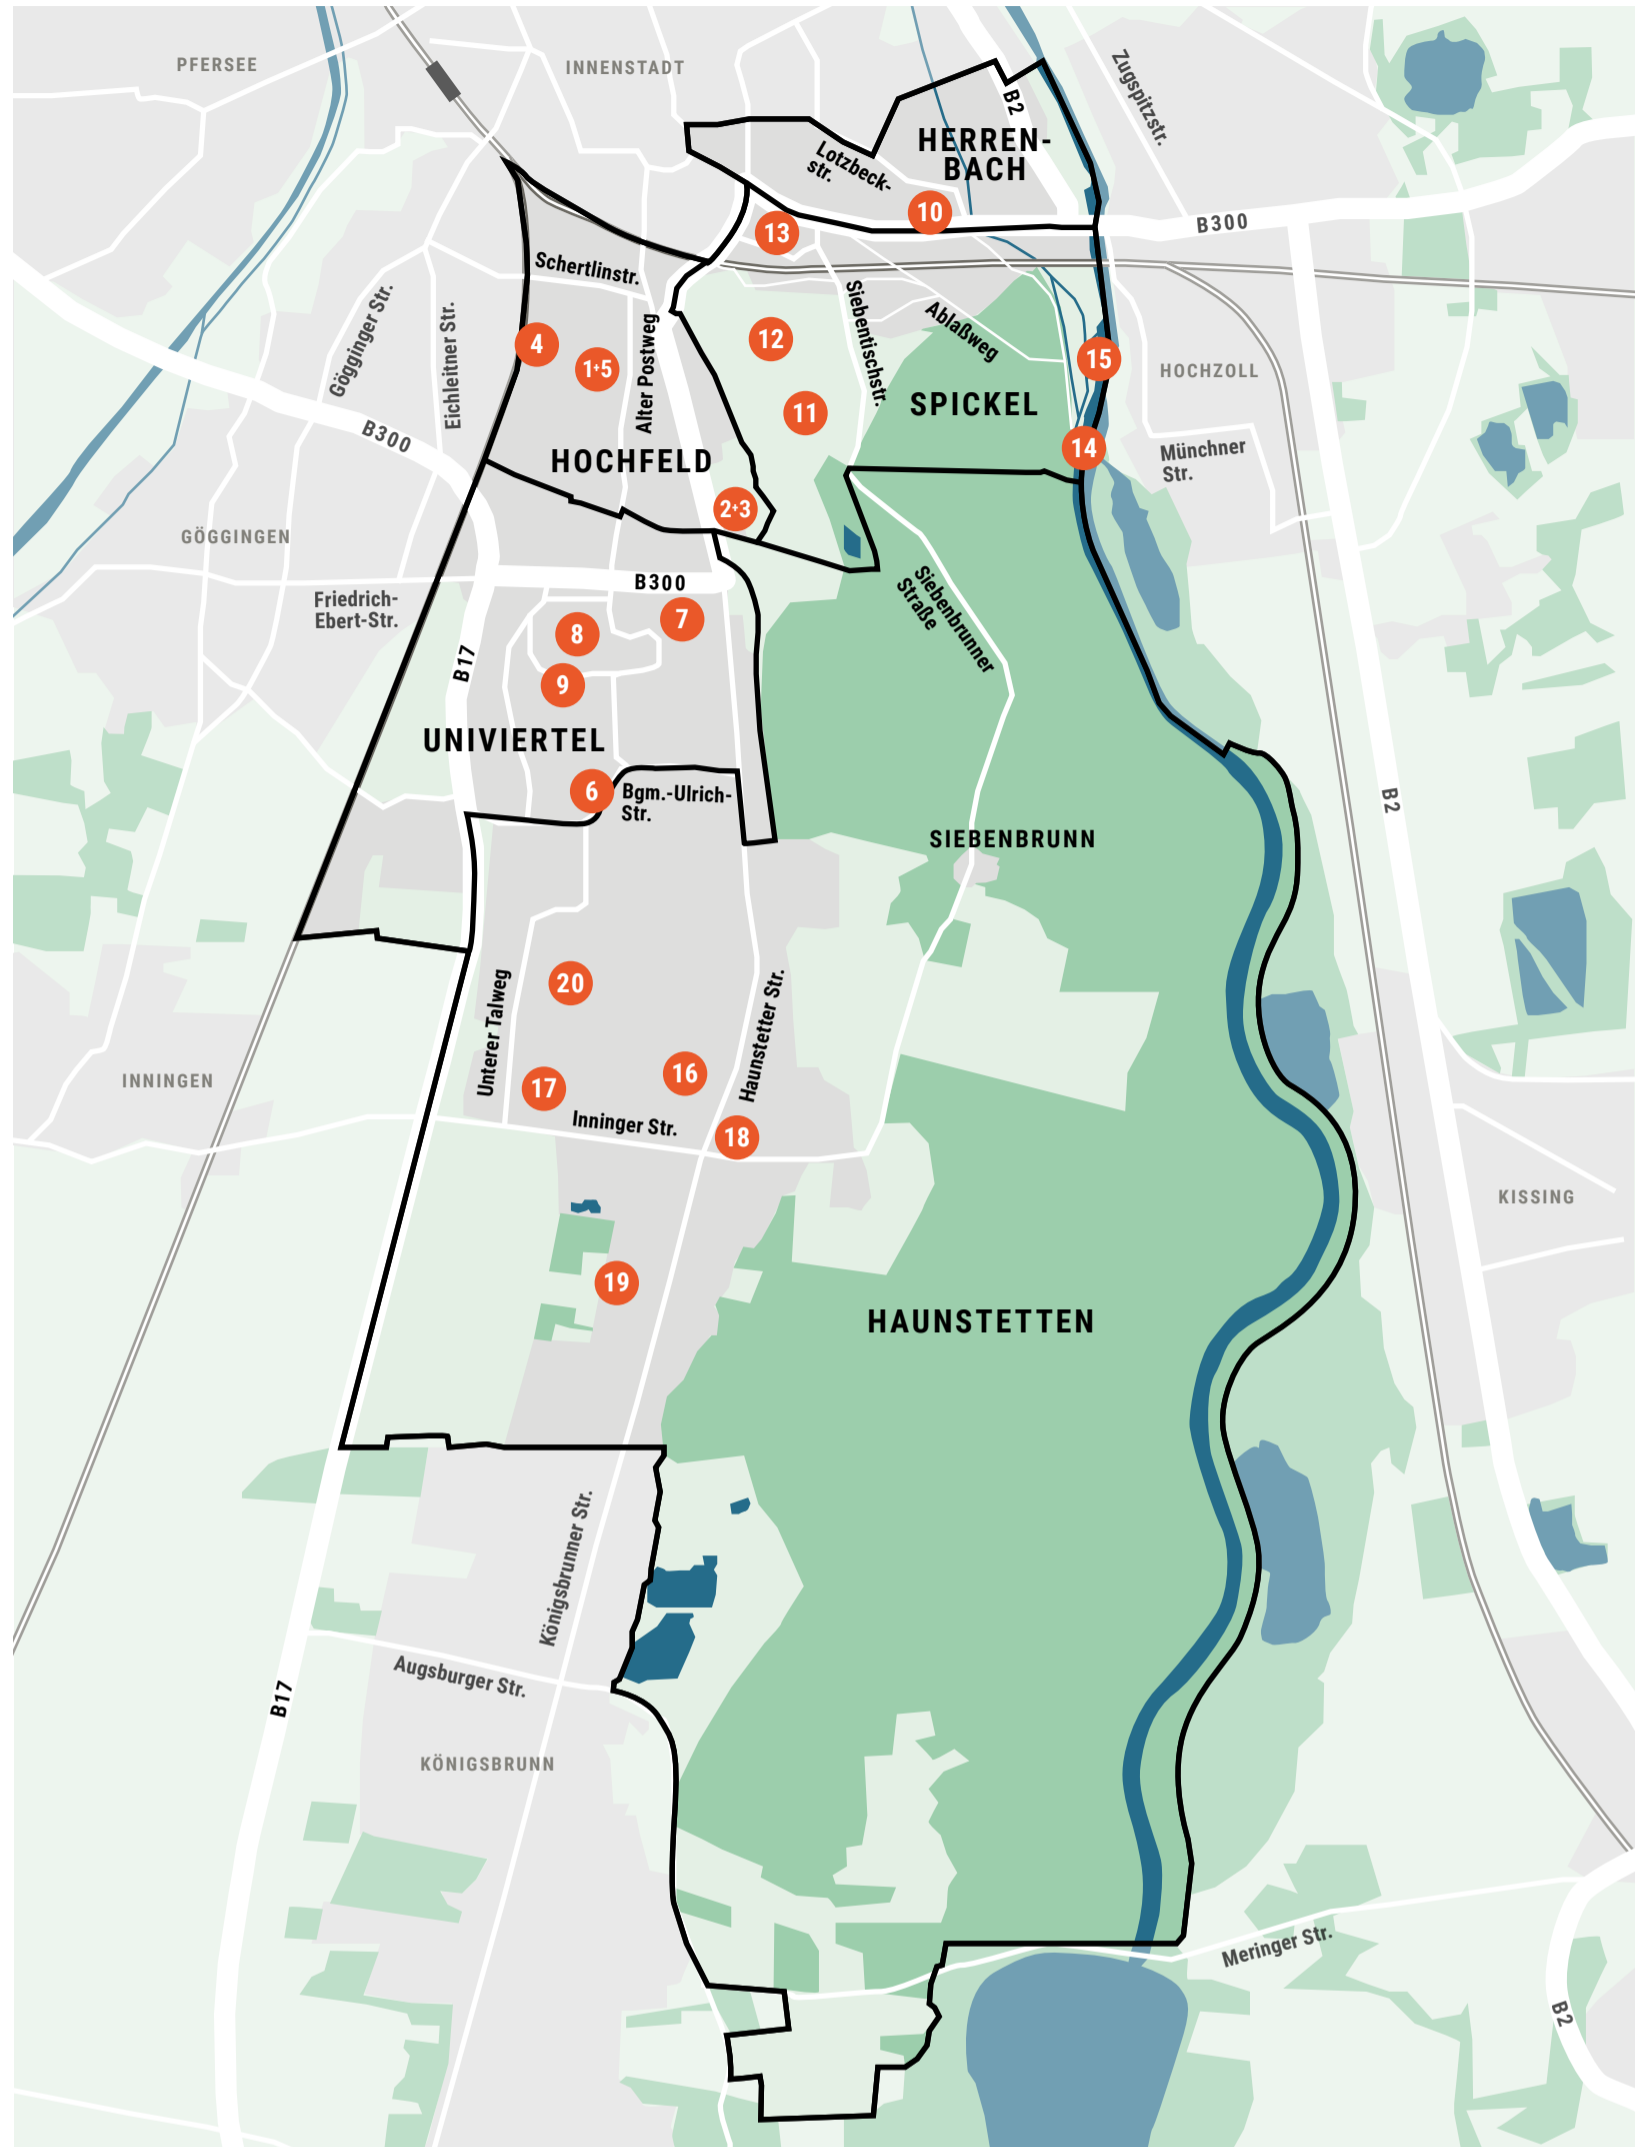 PFERSEE
INNENSTADT
Zugspitzstr.
B2
HERREN-
BACH
Lotzbeck-
str.
10
13
B300
Schertlinstr.
Gögginger Str.
Eichleitner Str.
Alter Postweg
Siebentischstr.
Ablaßweg
4
1+5
12
15
HOCHZOLL
11
SPICKEL
B300
14
Münchner
Str.
HOCHFELD
2+3
GÖGGINGEN
B300
Friedrich-
Ebert-Str.
Siebenbrunner
Straße
7
8
B17
9
UNIVIERTEL
6
Bgm.-Ulrich-
Str.
B2
SIEBENBRUNN
20
Unterer Talweg
Haunstetter Str.
INNINGEN
17
16
Inninger Str.
18
KISSING
19
HAUNSTETTEN
Königsbrunner Str.
Augsburger Str.
B17
KÖNIGSBRUNN
Meringer Str.
B2